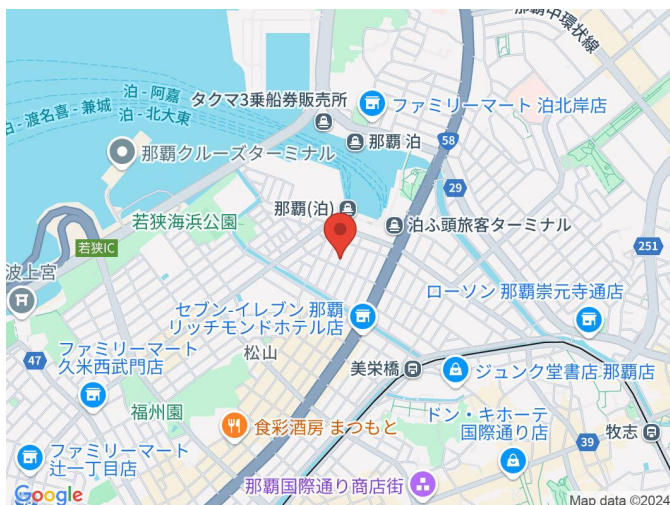 那覇中環状線
泊 - 阿嘉
泊 - 渡名喜 - 兼城
泊 - 北大東
タクマ3乗船券販売所
ファミリーマート 泊北岸店
那覇 泊
58
那覇クルーズターミナル
29
那覇(泊)
若狭海浜公園
泊ふ頭旅客ターミナル
251
若狭IC
波上宮
ローソン 那覇崇元寺通店
セブン-イレブン 那覇
リッチモンドホテル店
47
ファミリーマート
久米西武門店
松山
美栄橋
ジュンク堂書店 那覇店
福州園
食彩酒房 まつもと
ドン・キホーテ
国際通り店
39
牧志
ファミリーマート
辻一丁目店
那覇国際通り商店街
Google
Map data ©2024